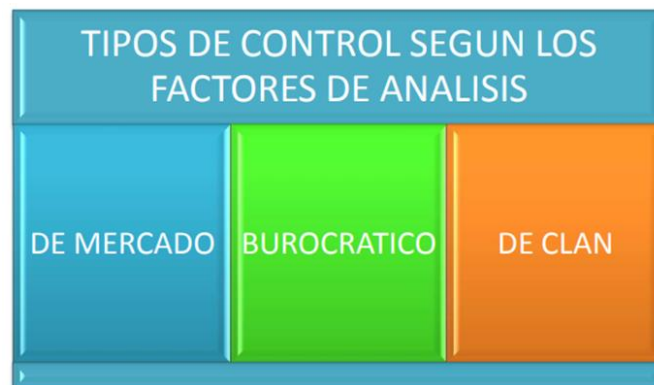 TIPOS DE CONTROL SEGUN LOS
FACTORES DE ANALISIS
DE MERCADO
BUROCRATICO
DE CLAN